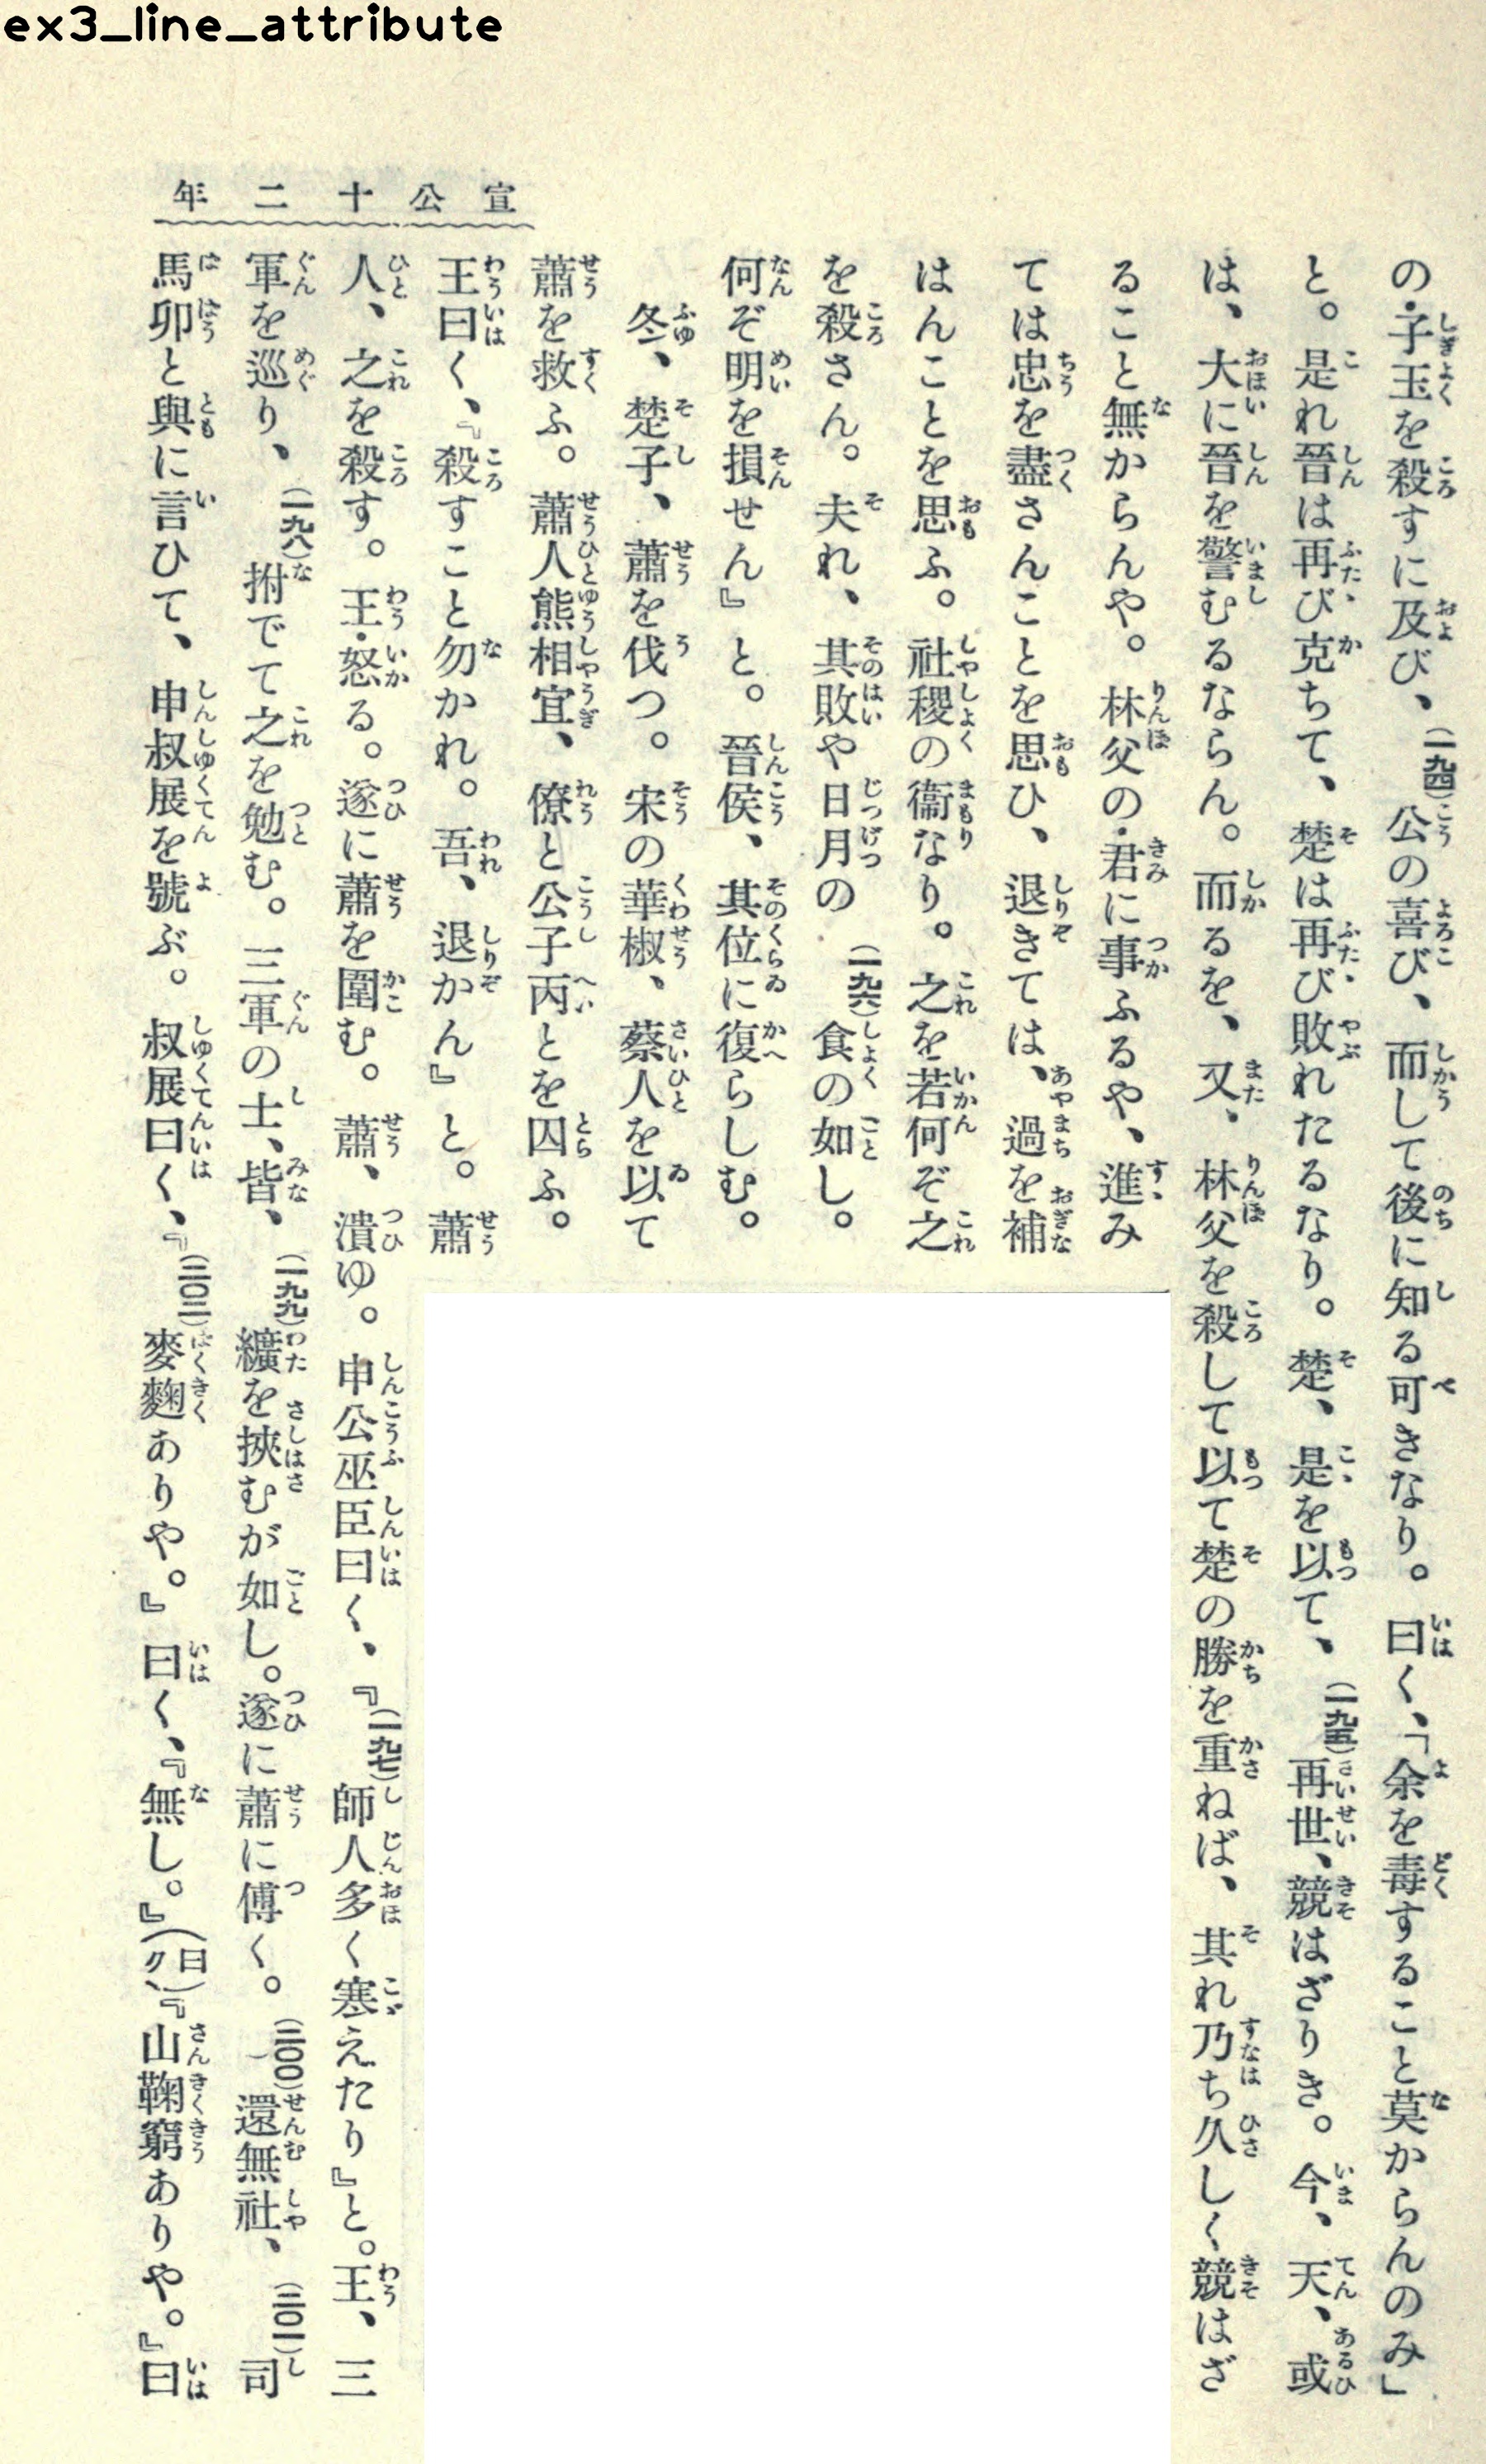 ex3_line_attribute
宣公十二年
の・子玉を殺すに及び、(一九四)公の喜び、而して後に知る可きなり。曰く、「余を毒すること莫からんのみ」
と。是れ晉は再び克ちて、楚は再び敗れたるなり。楚、是を以て、(一九五)再世、競はざりき。今、天、或
は、大に晉を警むるならん。而るを、又、林父を殺して以て楚の勝を重ねば、其れ乃ち久しく競はざ
ること無からんや。林父の・君に事ふるや、進み
ては忠を盡さんことを思ひ、退きては、過を補
はんことを思ふ。社稷の衞なり。之を若何ぞ之
を殺さん。夫れ、其敗や日月の(一九六)食の如し。
何ぞ明を損せん』と。晉侯、其位に復らしむ。
冬、楚子、蕭を伐つ。宋の華椒、蔡人を以て
蕭を救ふ。蕭人熊相宜、僚と公子丙とを囚ふ。
王曰く、『殺すこと勿かれ。吾、退かん』と。蕭
人、之を殺す。王・怒る。遂に蕭を圍む。蕭、潰ゆ。申公巫臣曰く、『(一九七)師人多く寒えたり』と。王、三
軍を巡り、(一九八)拊でて之を勉む。三軍の士、皆、(一九九)纊を挾むが如し。遂に蕭に傅く。(二〇〇)還無社、(二〇一)司
馬卯と與に言ひて、申叔展を號ぶ。叔展曰く、『(二〇二)麥麴ありや。』曰く、『無し。』(曰ク、)『山鞠窮ありや。』曰